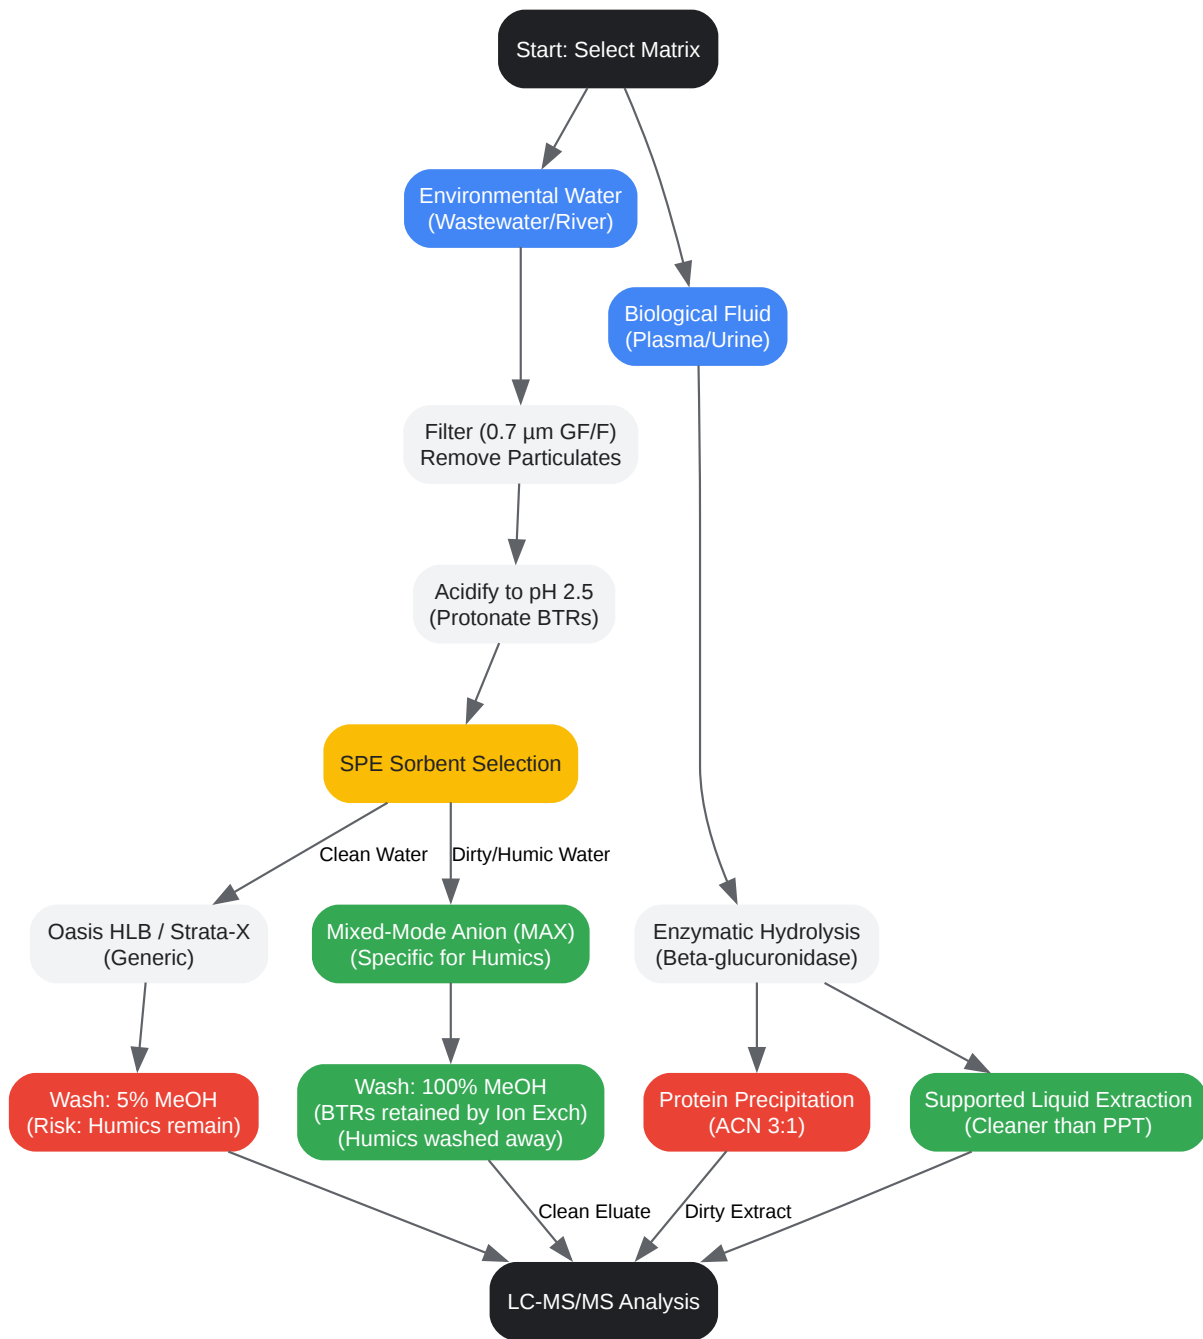 Start: Select Matrix
Environmental Water
(Wastewater/River)
Biological Fluid
(Plasma/Urine)
Filter (0.7 µm GF/F)
Remove Particulates
Acidify to pH 2.5
(Protonate BTRs)
SPE Sorbent Selection
Clean Water
Dirty/Humic Water
Oasis HLB / Strata-X
(Generic)
Mixed-Mode Anion (MAX)
(Specific for Humics)
Enzymatic Hydrolysis
(Beta-glucuronidase)
Wash: 5% MeOH
(Risk: Humics remain)
Wash: 100% MeOH
(BTRs retained by Ion Exch)
(Humics washed away)
Protein Precipitation
(ACN 3:1)
Supported Liquid Extraction
(Cleaner than PPT)
Clean Eluate
Dirty Extract
LC-MS/MS Analysis